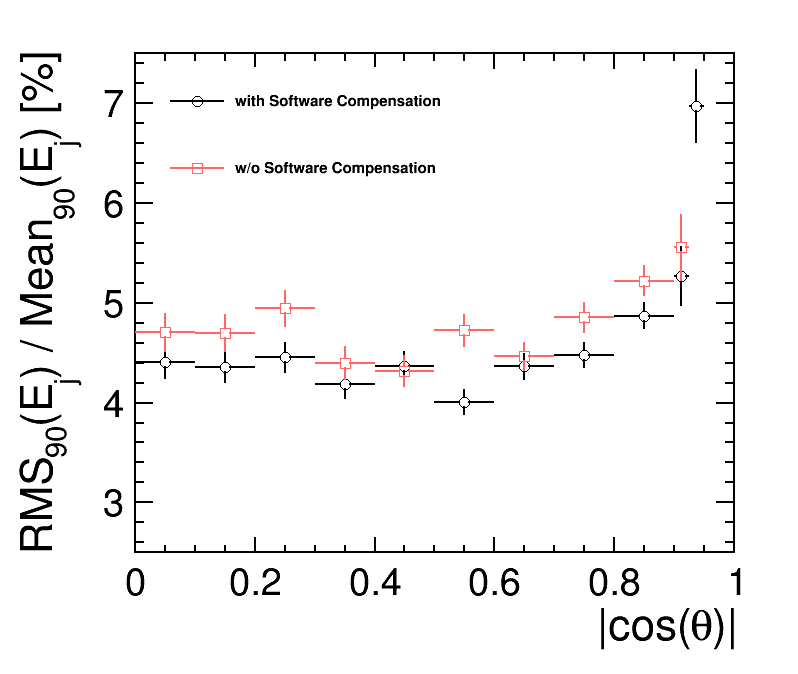 RMS90(Ej) / Mean90(Ej) [%]
7
6
5
4
3
with Software Compensation
w/o Software Compensation
0 0.2 0.4 0.6 0.8 1
|cos(θ)|